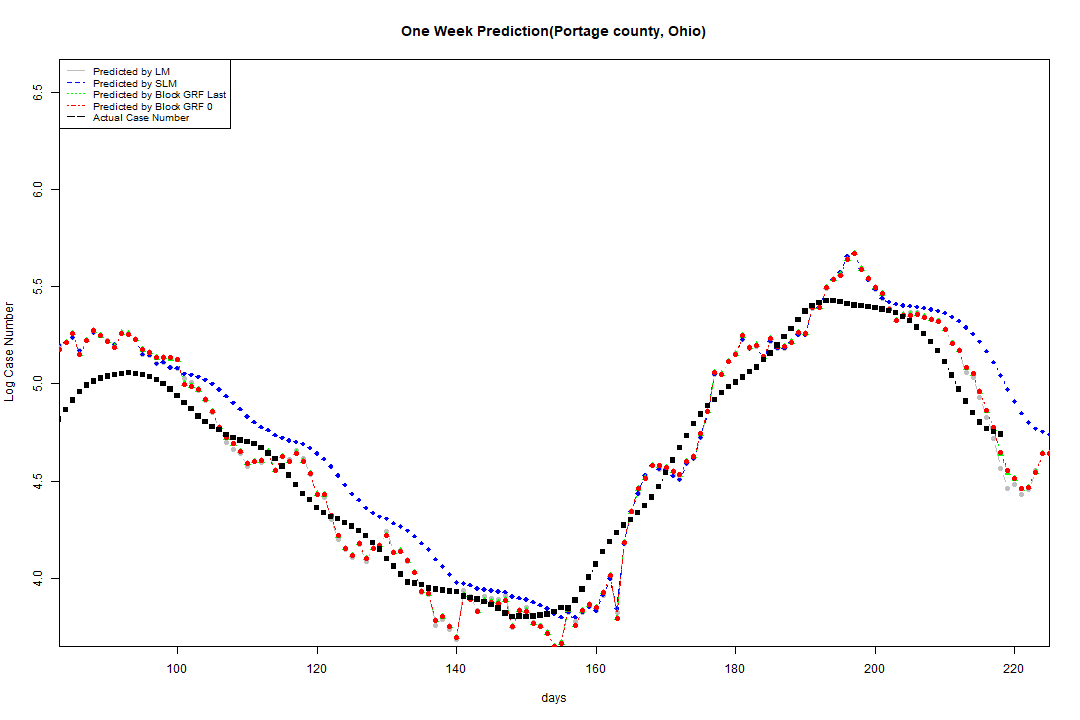 One Week Prediction(Portage county, Ohio)
Predicted by LM
Predicted by SLM
Predicted by Block GRF Last
Predicted by Block GRF 0
Actual Case Number
6.5
6.0
5.5
5.0
4.5
4.0
Log Case Number
100 120 140 160 180 200 220
days